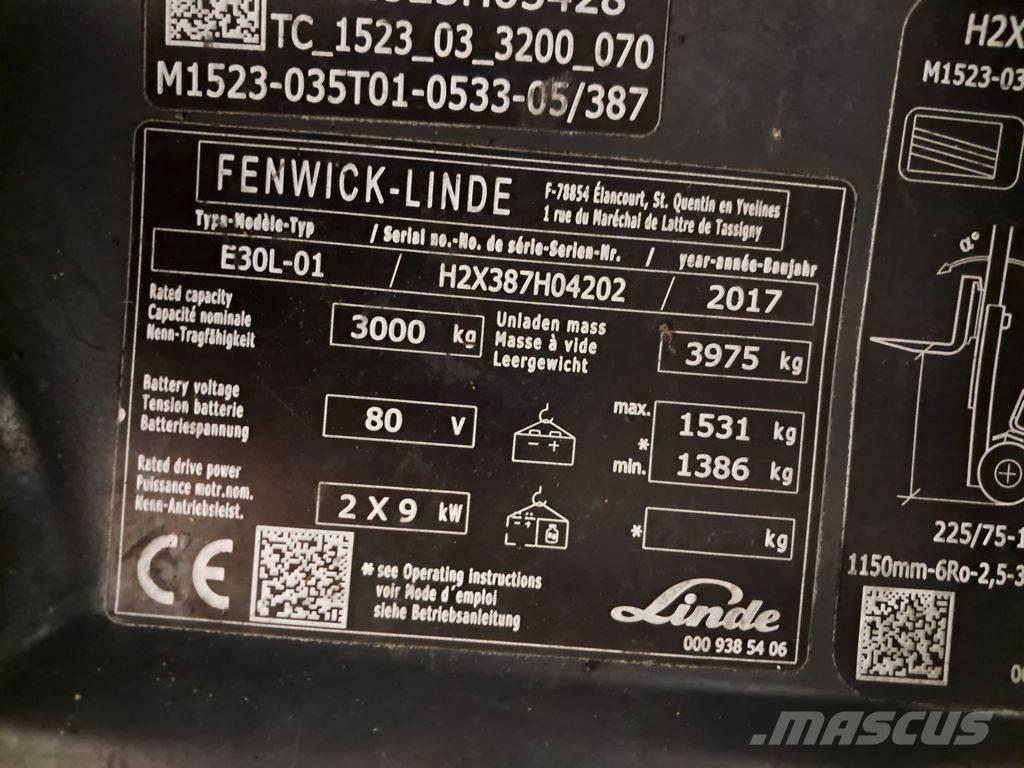 TC_1523_03_3200_070
M1523-035T01-0533-05/387
FENWICK-LINDE
F-78854 Élancourt, St. Quentin en Yvelines
1 rue du Maréchal de Lattre de Tassigny
Type-Modèle-Typ / Serial no.-No. de série-Serien-Nr. / year-année-Baujahr
E30L-01 / H2X387H04202 / 2017
Rated capacity
Capacité nominale
Nenn-Tragfähigkeit
3000 kg
Unladen mass
Masse à vide
Leergewicht
3975 kg
Battery voltage
Tension batterie
Batteriespannung
80 V
- +
max. 1531 kg
*
min. 1386 kg
Rated drive power
Puissance motr.nom.
Nenn-Antriebsleist.
2 X 9 kW
* kg
CE
* see Operating instructions
voir Mode d'emploi
siehe Betriebsanleitung
Linde
000 938 54 06
H2X
M1523-03
α°
225/75-1
1150mm-6Ro-2,5-3
MASCUS